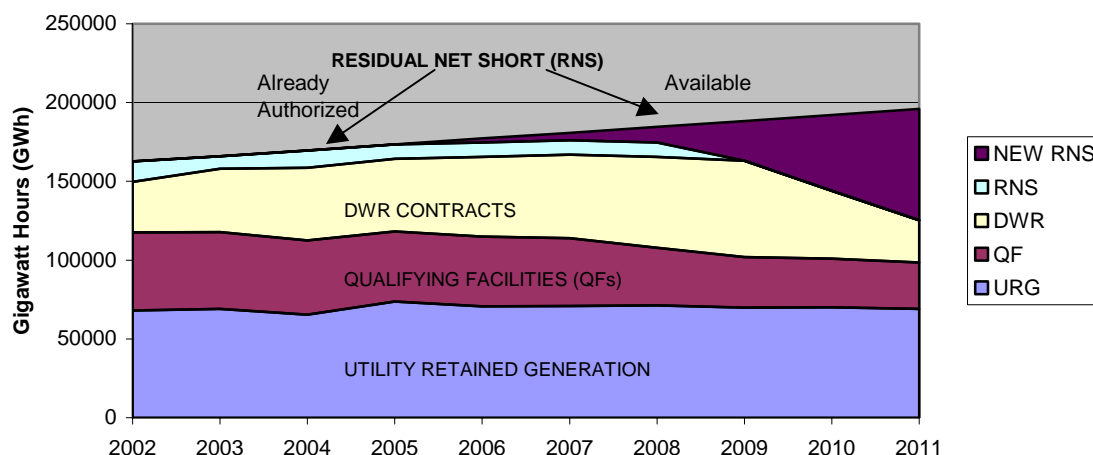 250000
200000
150000
100000
50000
0
Gigawatt Hours (GWh)
RESIDUAL NET SHORT (RNS)
Already
Authorized
Available
DWR CONTRACTS
QUALIFYING FACILITIES (QFs)
UTILITY RETAINED GENERATION
2002 2003 2004 2005 2006 2007 2008 2009 2010 2011
NEW RNS
RNS
DWR
QF
URG